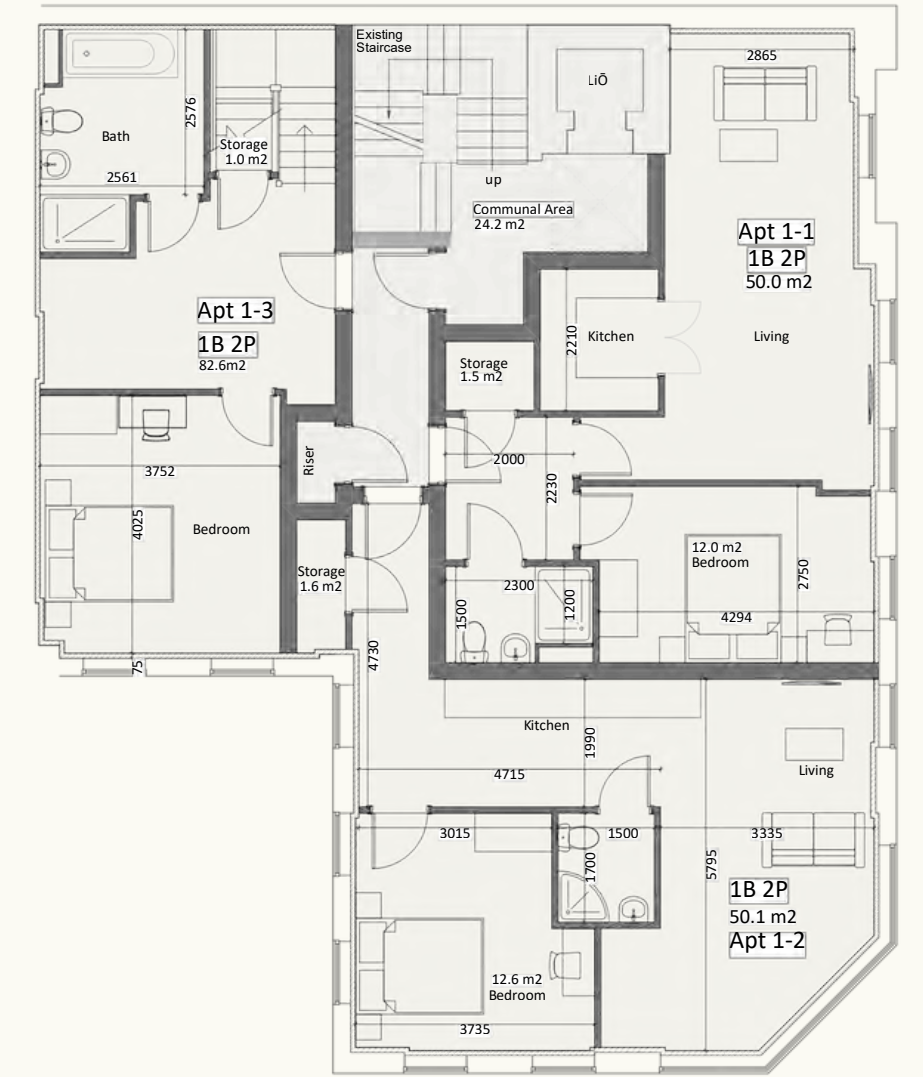 Existing
Staircase
LiÕ
2865
2576
Bath
Storage
1.0 m2
2561
up
Communal Area
24.2 m2
Apt 1-1
1B 2P
50.0 m2
Apt 1-3
1B 2P
82.6m2
2210
Kitchen
Living
Storage
1.5 m2
Riser
2000
2230
3752
4025
Bedroom
12.0 m2
Bedroom
2750
Storage
1.6 m2
2300
1500
1200
4294
4730
75
Kitchen
1990
4715
Living
3015
1500
3335
1700
5795
1B 2P
50.1 m2
Apt 1-2
12.6 m2
Bedroom
3735